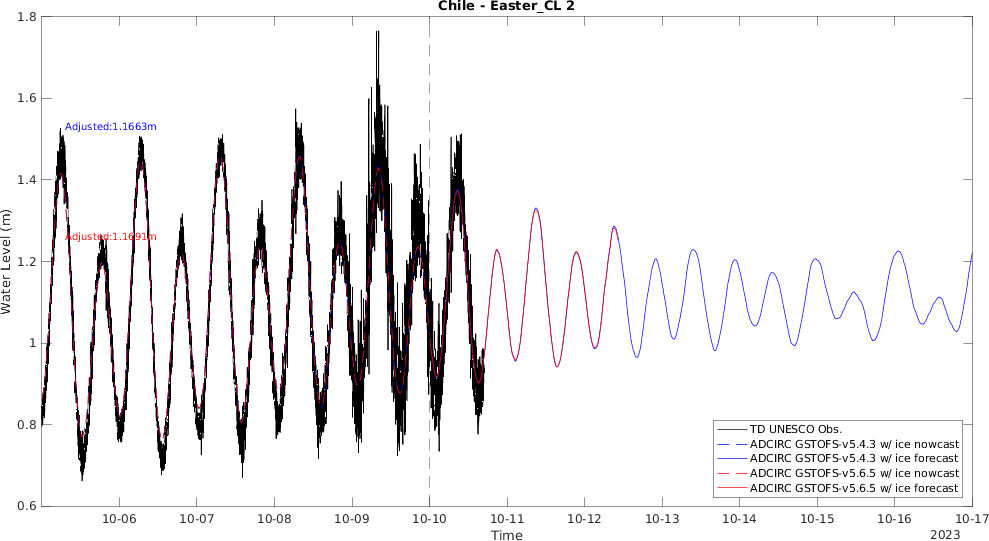 Chile - Easter_CL 2
Water Level (m)
1.8
1.6
1.4
1.2
1
0.8
0.6
Adjusted:1.1663m
Adjusted:1.1691m
TD UNESCO Obs.
ADCIRC GSTOFS-v5.4.3 w/ ice nowcast
ADCIRC GSTOFS-v5.4.3 w/ ice forecast
ADCIRC GSTOFS-v5.6.5 w/ ice nowcast
ADCIRC GSTOFS-v5.6.5 w/ ice forecast
10-06 10-07 10-08 10-09 10-10 10-11 10-12 10-13 10-14 10-15 10-16 10-17
Time
2023